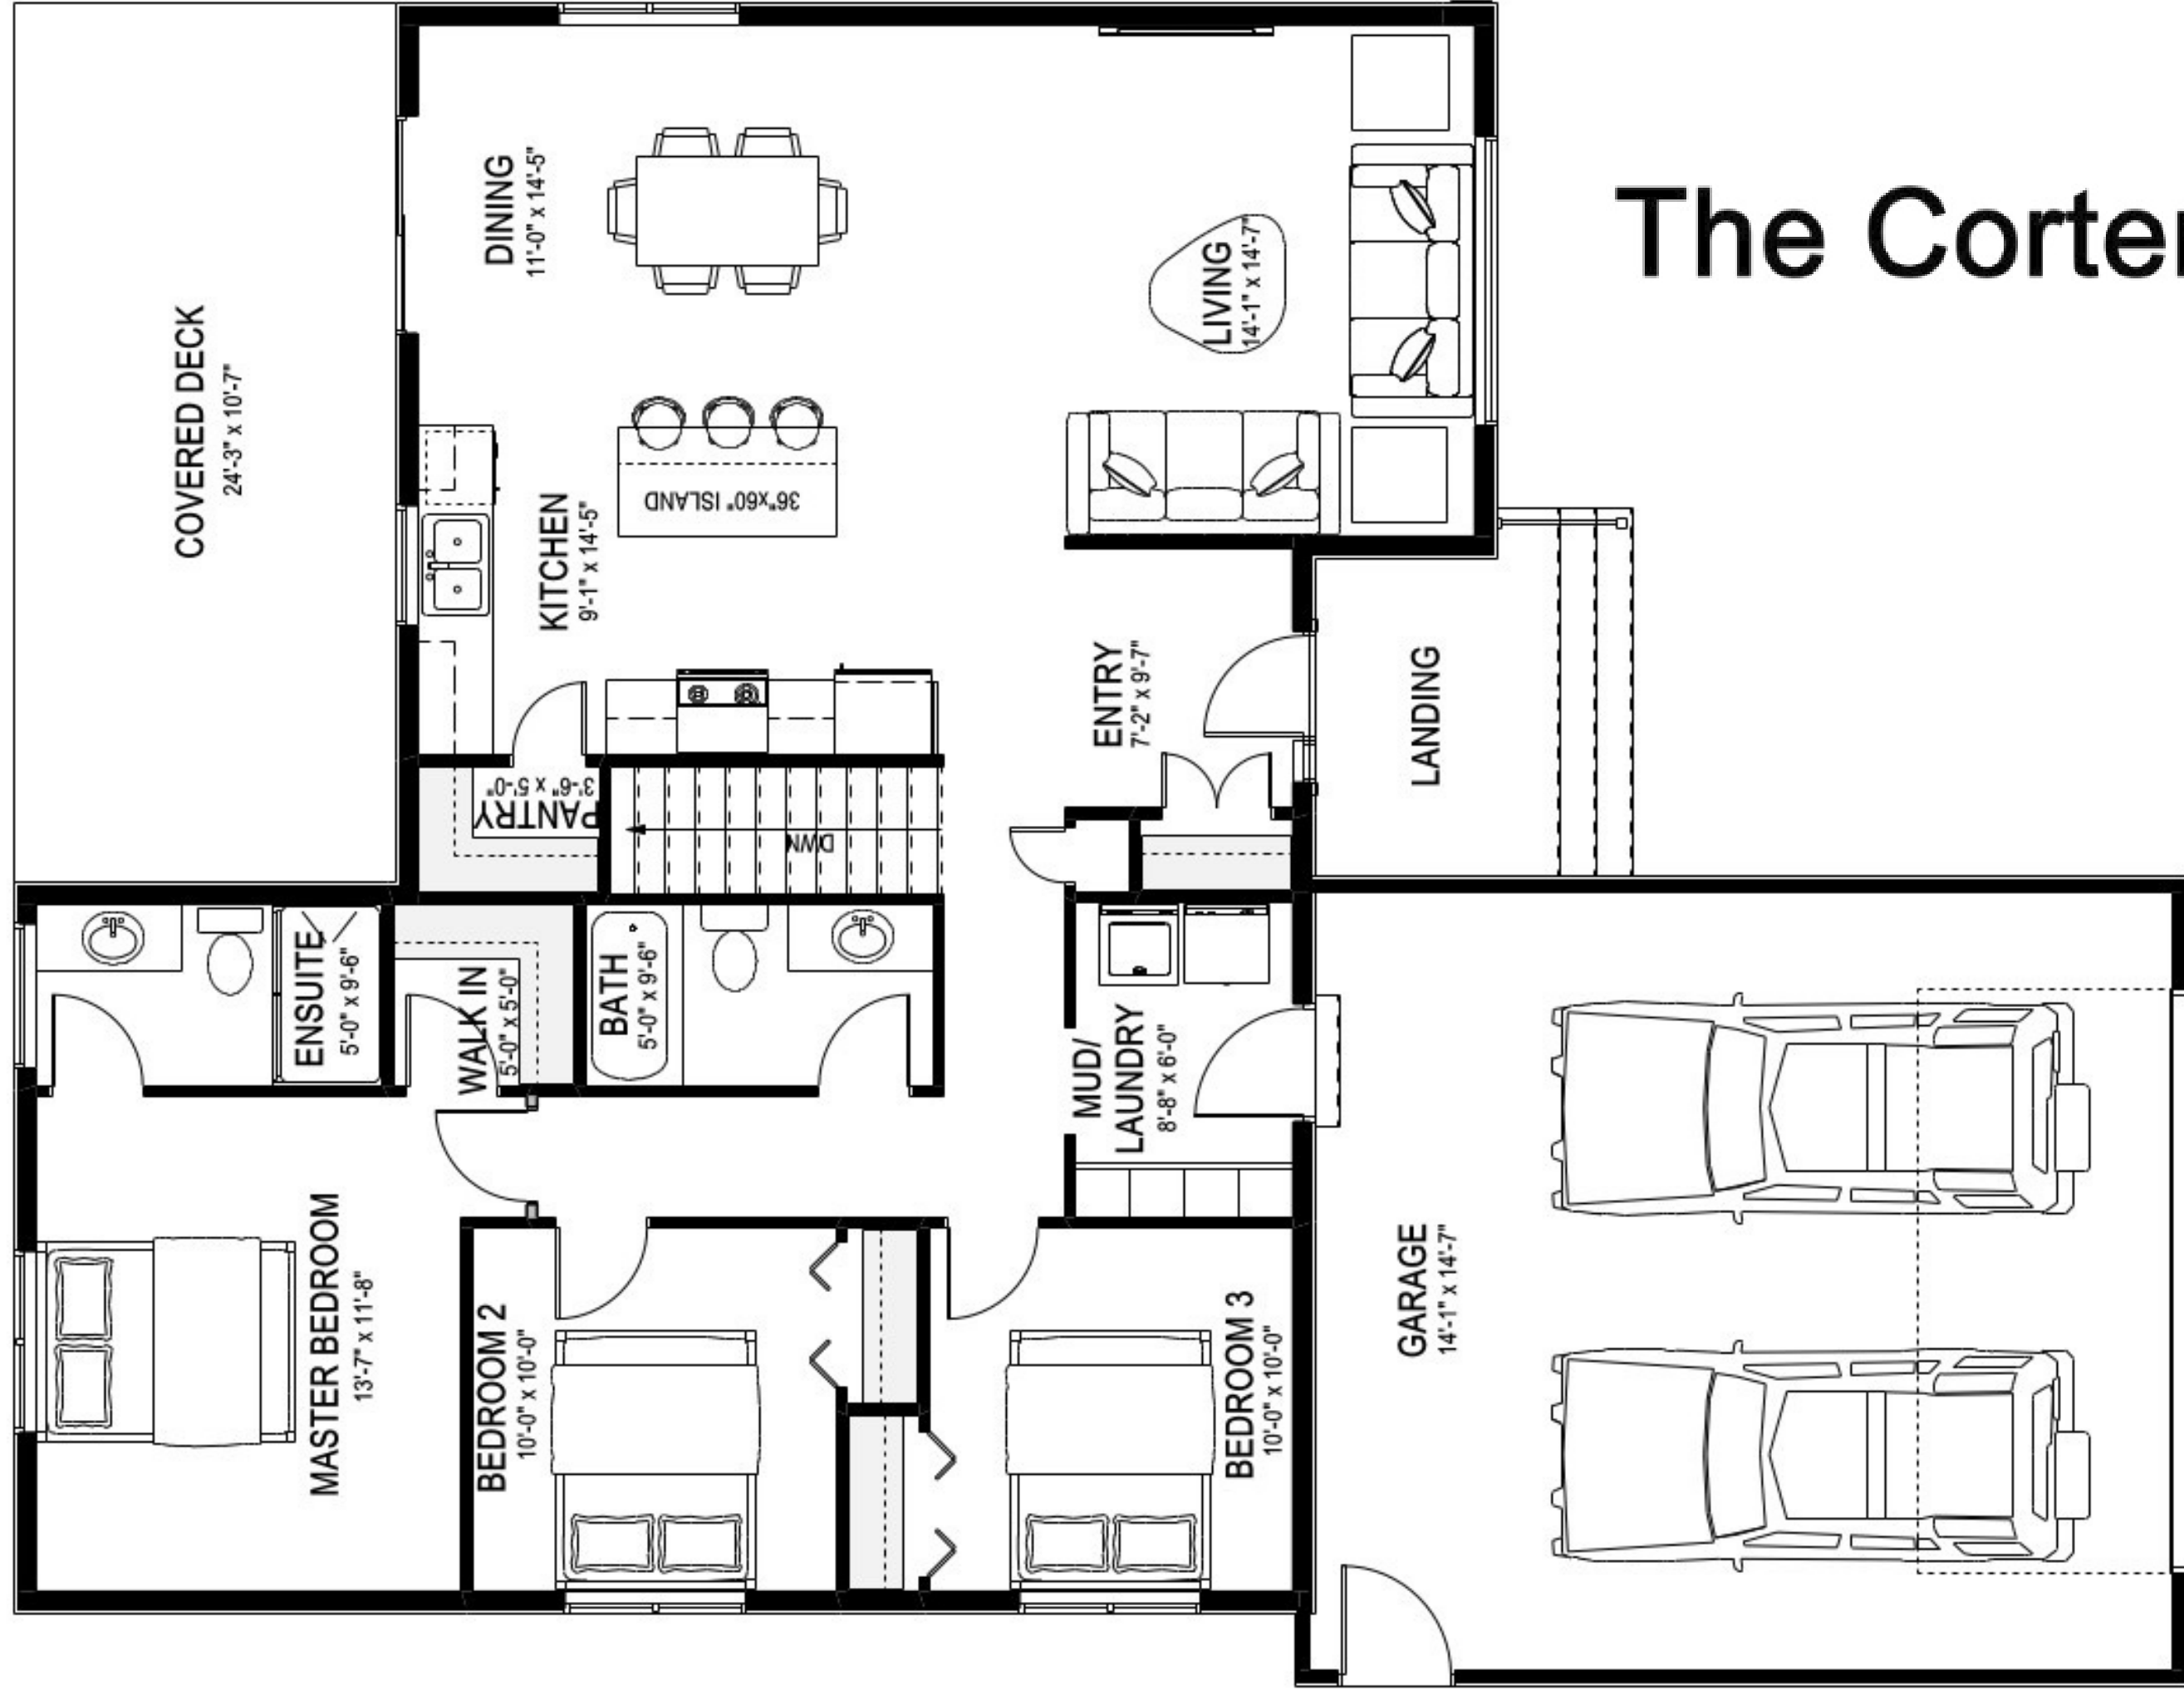 The Corten
COVERED DECK
24'-3" x 10'-7"
DINING
11'-0" x 14'-5"
LIVING
14'-1" x 14'-7"
KITCHEN
9'-1" x 14'-5"
36"x60" ISLAND
ENTRY
7'-2" x 9'-7"
LANDING
PANTRY
3'-6" x 5'-0"
DWN
ENSUITE
5'-0" x 9'-6"
WALK IN
5'-0" x 5'-0"
BATH
5'-0" x 9'-6"
MUD/
LAUNDRY
8'-8" x 6'-0"
MASTER BEDROOM
13'-7" x 11'-8"
BEDROOM 2
10'-0" x 10'-0"
BEDROOM 3
10'-0" x 10'-0"
GARAGE
14'-1" x 14'-7"